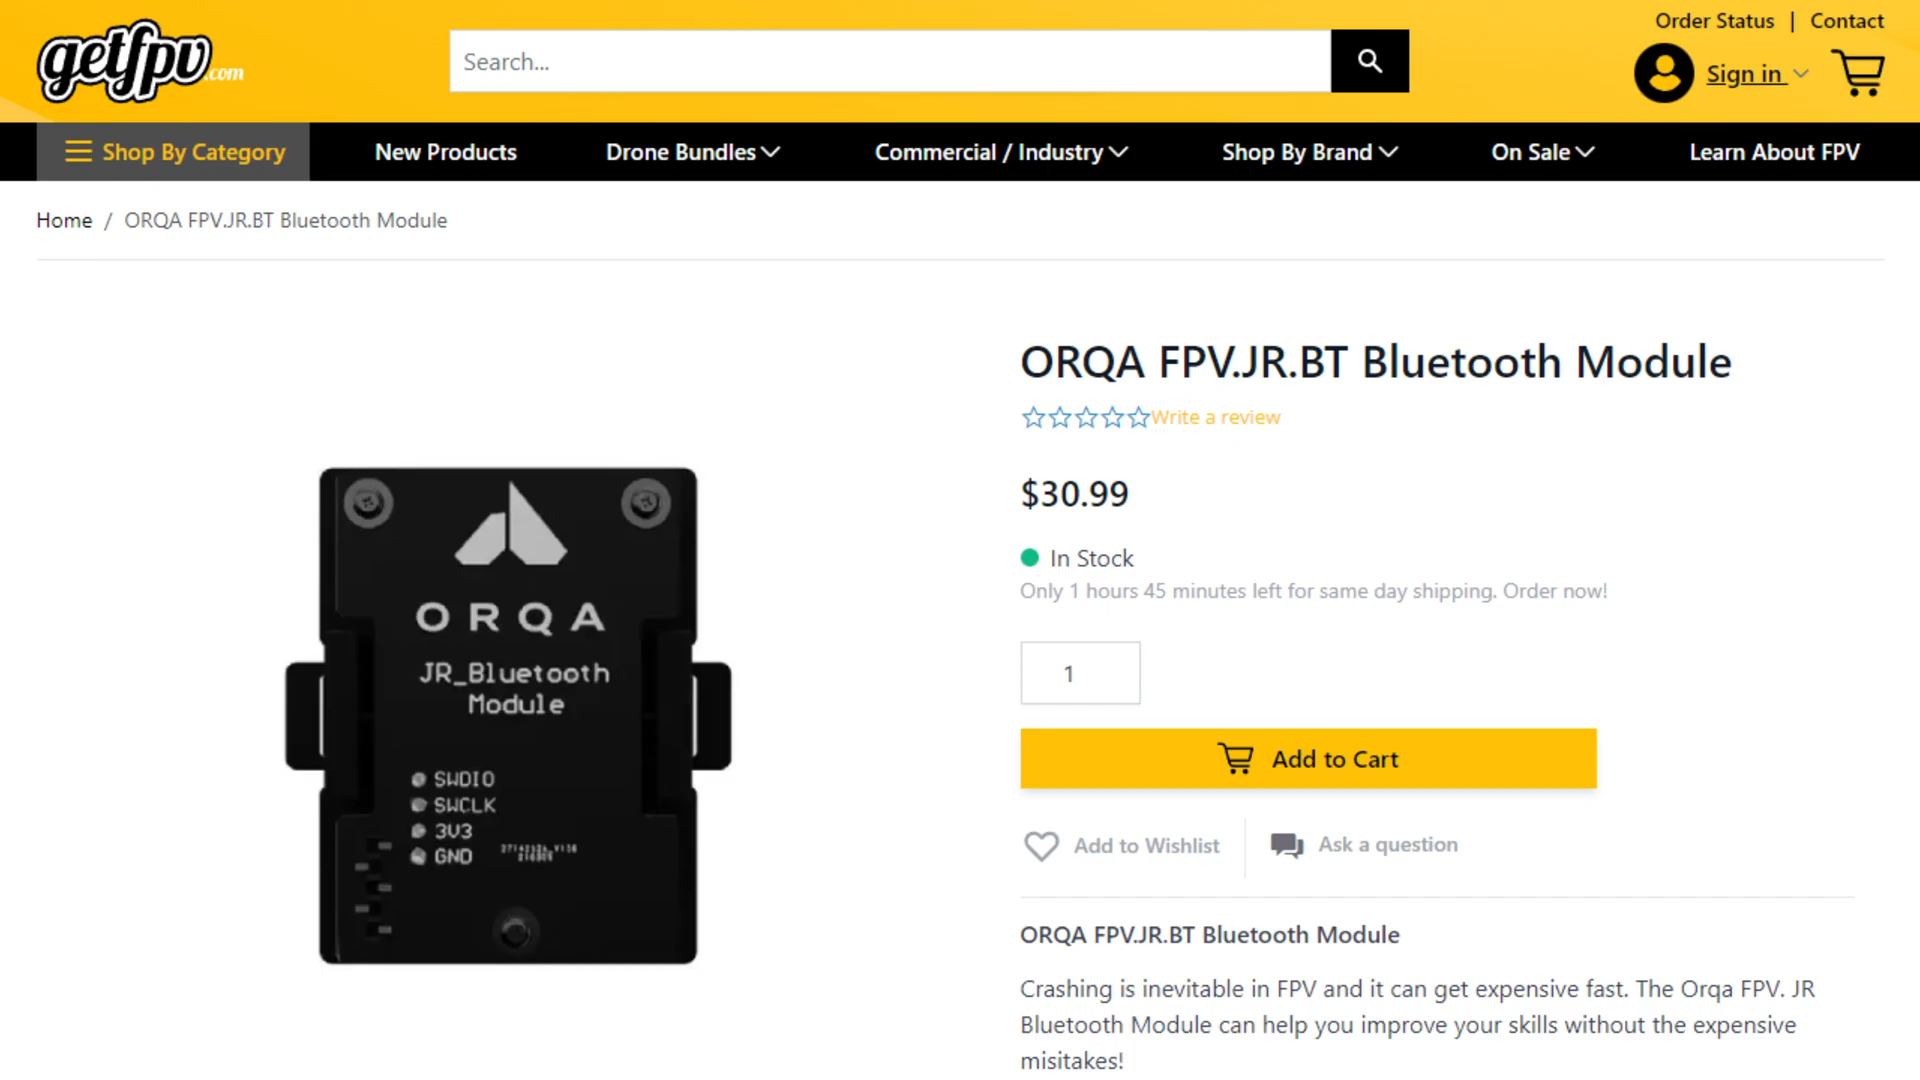 Order Status | Contact
getfpv.com
Search...
Sign in
Shop By Category
New Products
Drone Bundles
Commercial / Industry
Shop By Brand
On Sale
Learn About FPV
Home / ORQA FPV.JR.BT Bluetooth Module
ORQA FPV.JR.BT Bluetooth Module
Write a review
$30.99
In Stock
Only 1 hours 45 minutes left for same day shipping. Order now!
1
Add to Cart
Add to Wishlist
Ask a question
ORQA FPV.JR.BT Bluetooth Module
Crashing is inevitable in FPV and it can get expensive fast. The Orqa FPV. JR
Bluetooth Module can help you improve your skills without the expensive
misitakes!
ORQA
JR_Bluetooth
Module
SWDIO
SWCLK
3V3
GND